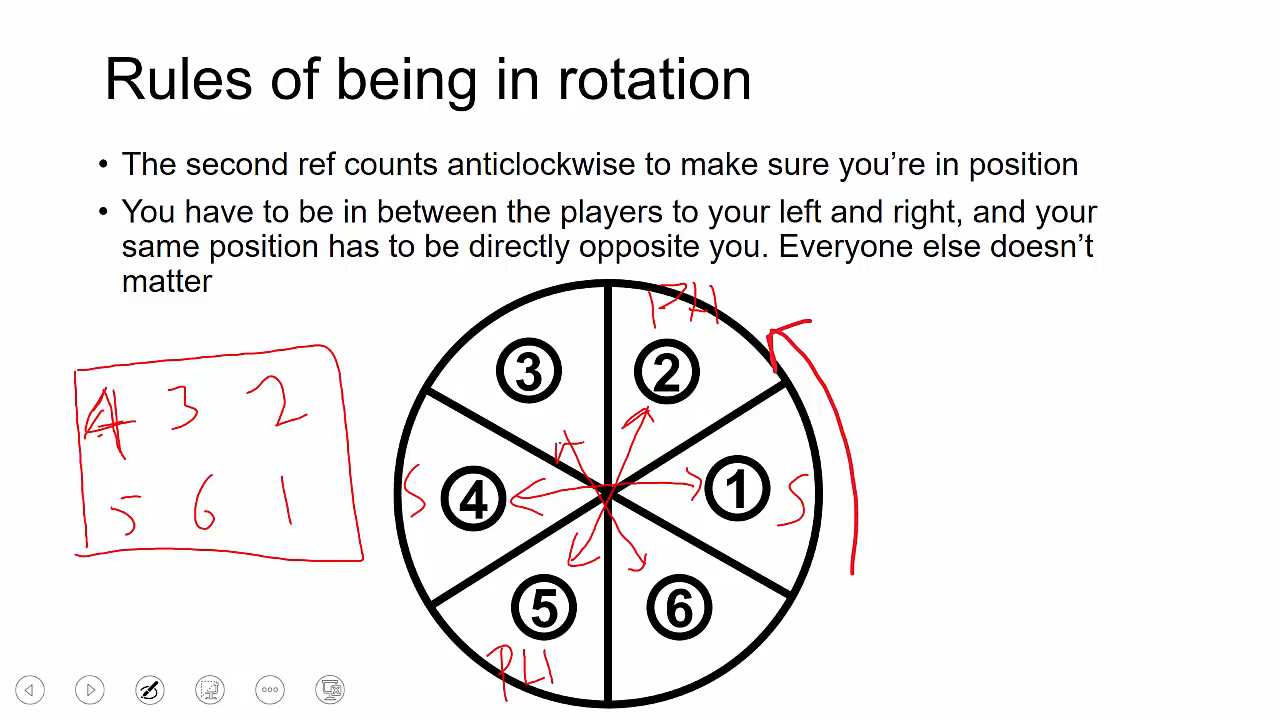 Rules of being in rotation
• The second ref counts anticlockwise to make sure you’re in position
• You have to be in between the players to your left and right, and your
same position has to be directly opposite you. Everyone else doesn’t
matter
4 3 2
5 6 1
PH
3 2
S 4 1 S
5 6
PH